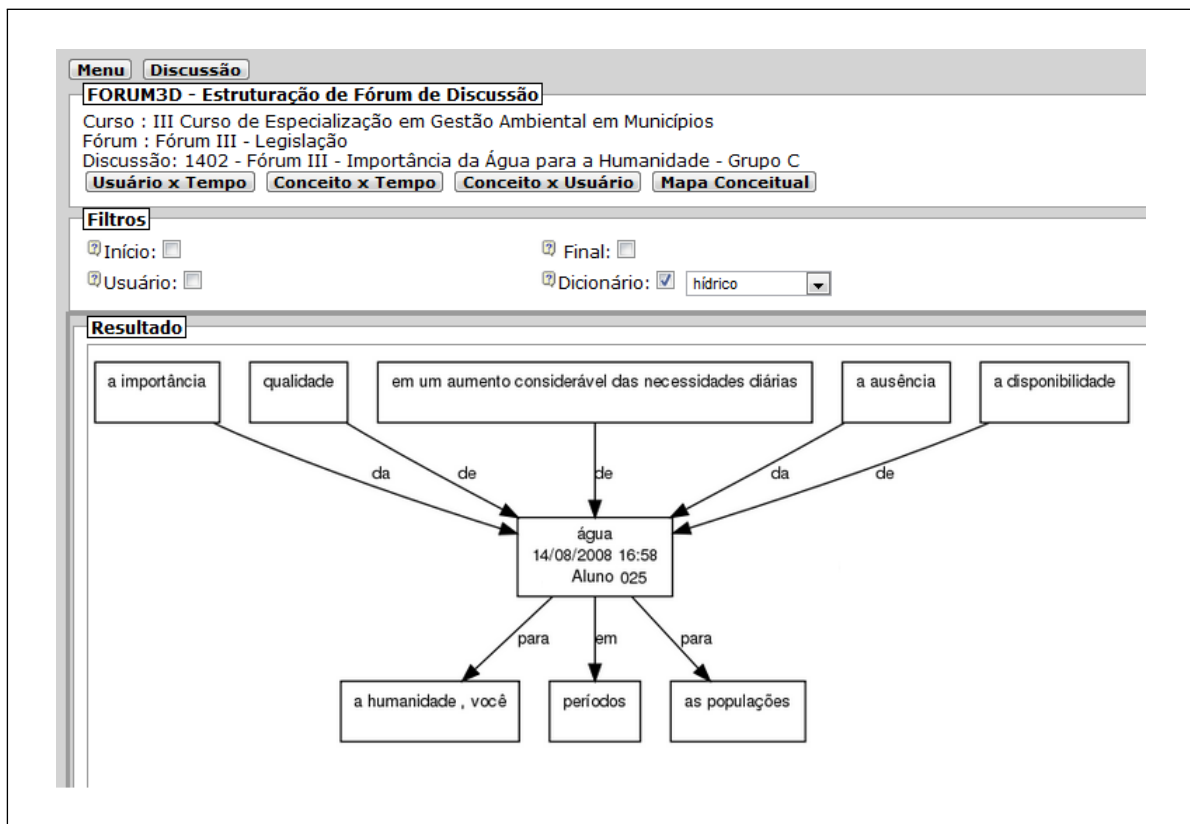 Menu Discussão
FORUM3D - Estruturação de Fórum de Discussão
Curso : III Curso de Especialização em Gestão Ambiental em Municípios
Fórum : Fórum III - Legislação
Discussão: 1402 - Fórum III - Importância da Água para a Humanidade - Grupo C
Usuário x Tempo Conceito x Tempo Conceito x Usuário Mapa Conceitual
Filtros
Início: Final:
Usuário: Dicionário: hídrico
Resultado
a importância qualidade em um aumento considerável das necessidades diárias a ausência a disponibilidade
da de de da de
água
14/08/2008 16:58
Aluno 025
para em para
a humanidade , você períodos as populações